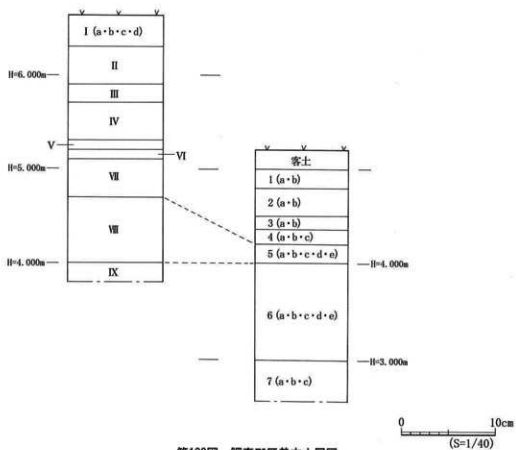 I (a・b・c・d)
II
H=6.000m
III
IV
V
VI
H=5.000m
VII
VIII
H=4.000m
IX
客土
1 (a・b)
2 (a・b)
3 (a・b)
4 (a・b・c)
5 (a・b・c・d・e)
H=4.000m
6 (a・b・c・d・e)
H=3.000m
7 (a・b・c)
0 10cm
(S=1/40)